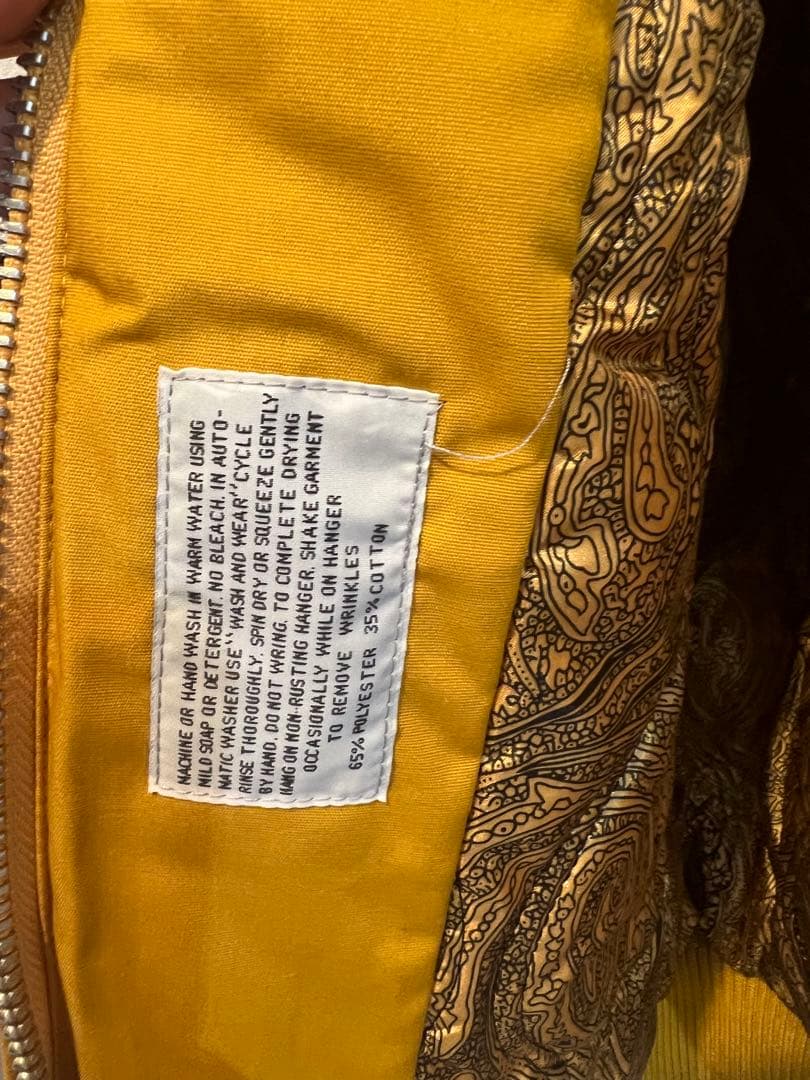 MACHINE OR HAND WASH IN WARM WATER USING
MILD SOAP OR DETERGENT. NO BLEACH. IN AUTO-
MATIC WASHER USE "WASH AND WEAR" CYCLE
RINSE THOROUGHLY. SPIN DRY OR SQUEEZE GENTLY
BY HAND. DO NOT WRING. TO COMPLETE DRYING
HANG ON NON-RUSTING HANGER. SHAKE GARMENT
OCCASIONALLY WHILE ON HANGER
TO REMOVE WRINKLES
65% POLYESTER 35% COTTON